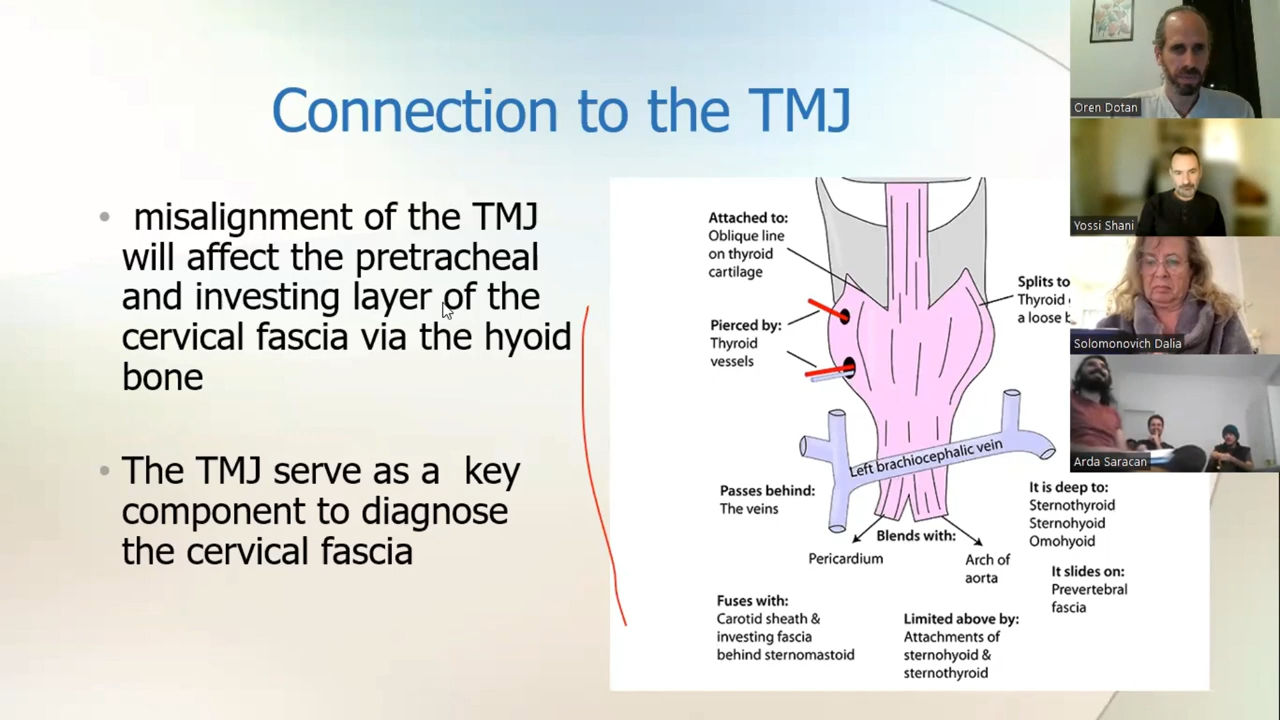 Connection to the TMJ
misalignment of the TMJ
will affect the pretracheal
and investing layer of the
cervical fascia via the hyoid
bone
The TMJ serve as a key
component to diagnose
the cervical fascia
Attached to:
Oblique line
on thyroid
cartilage
Pierced by:
Thyroid
vessels
Splits to
Thyroid
a loose
Left brachiocephalic vein
Passes behind:
The veins
Blends with:
Pericardium
Arch of
aorta
It is deep to:
Sternothyroid
Sternohyoid
Omohyoid
It slides on:
Prevertebral
fascia
Fuses with:
Carotid sheath &
investing fascia
behind sternomastoid
Limited above by:
Attachments of
sternohyoid &
sternothyroid
Oren Dotan
Yossi Shani
Solomonovich Dalia
Arda Saracan